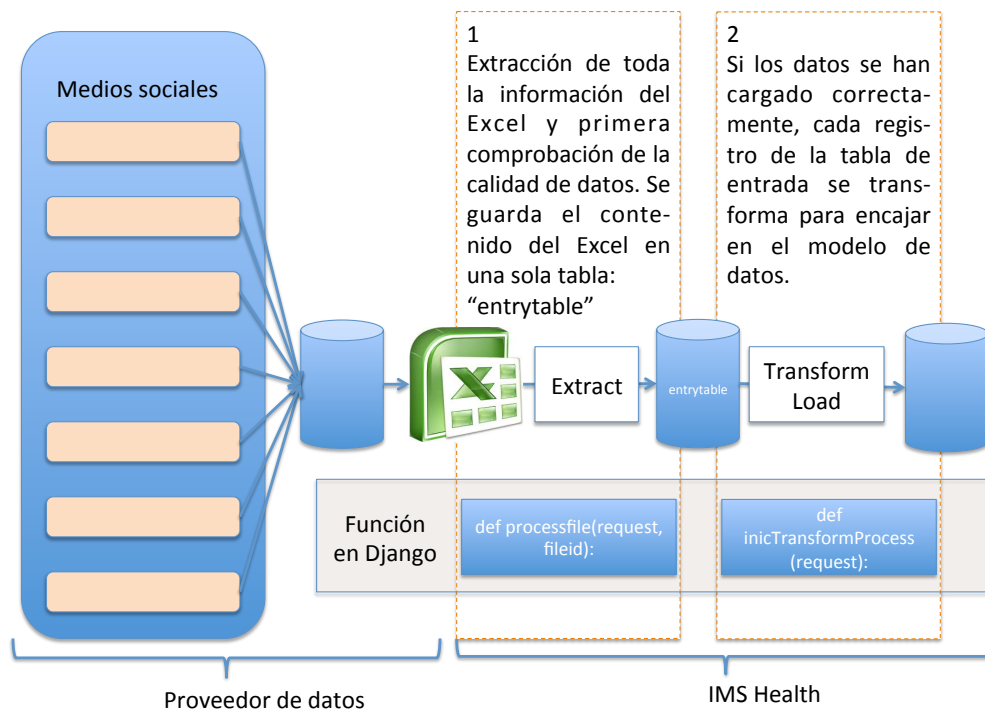 Medios sociales
1
Extracción de toda
la información del
Excel y primera
comprobación de la
calidad de datos. Se
guarda el conte-
nido del Excel en
una sola tabla:
“entrytable”
2
Si los datos se han
cargado correcta-
mente, cada regis-
tro de la tabla de
entrada se trans-
forma para encajar
en el modelo de
datos.
Extract
entrytable
Transform
Load
Función
en Django
def processfile(request,
fileid):
def
inicTransformProcess
(request):
Proveedor de datos
IMS Health